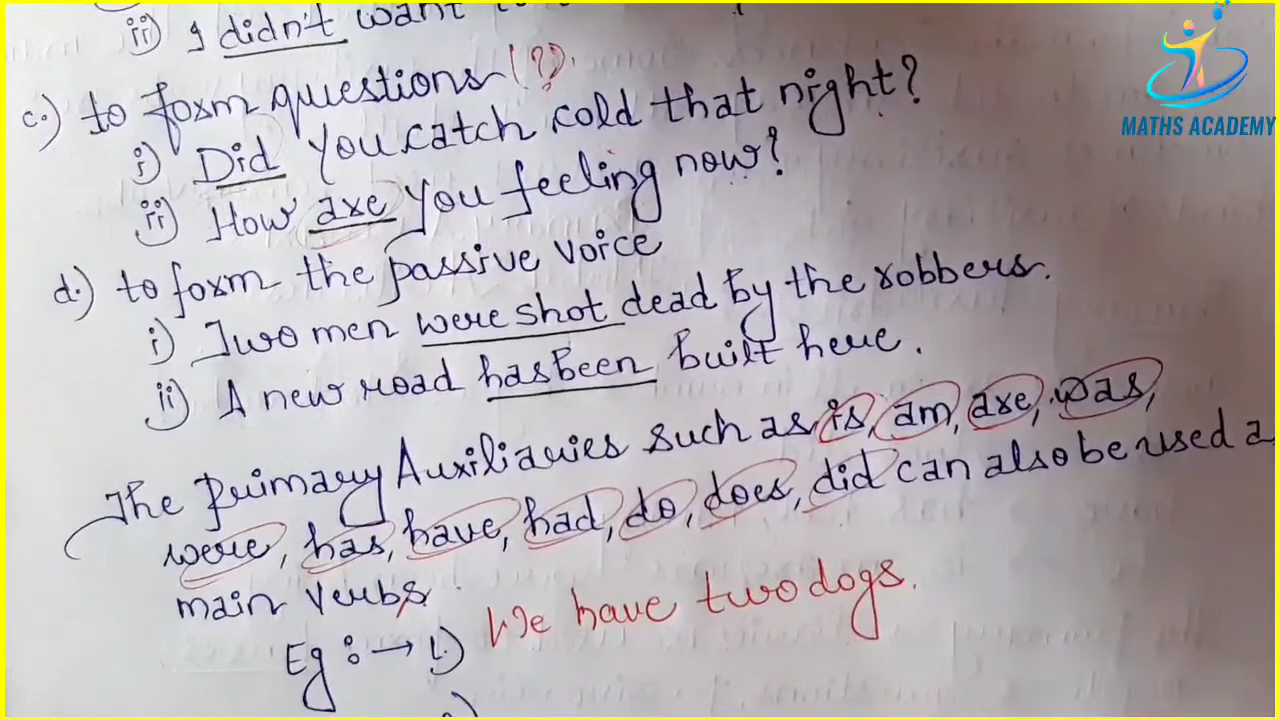 ii) I didn't want
c.) to form questions (?).
i) Did you catch cold that night?
ii) How are you feeling now?
d.) to form the passive voice
i) Two men were shot dead by the robbers.
ii) A new road has been built here.
The Primary Auxiliaries such as is, am, are, was,
were, has, have, had, do, does, did can also be used a
main verbs
Eg :→ 1.) We have two dogs.
MATHS ACADEMY